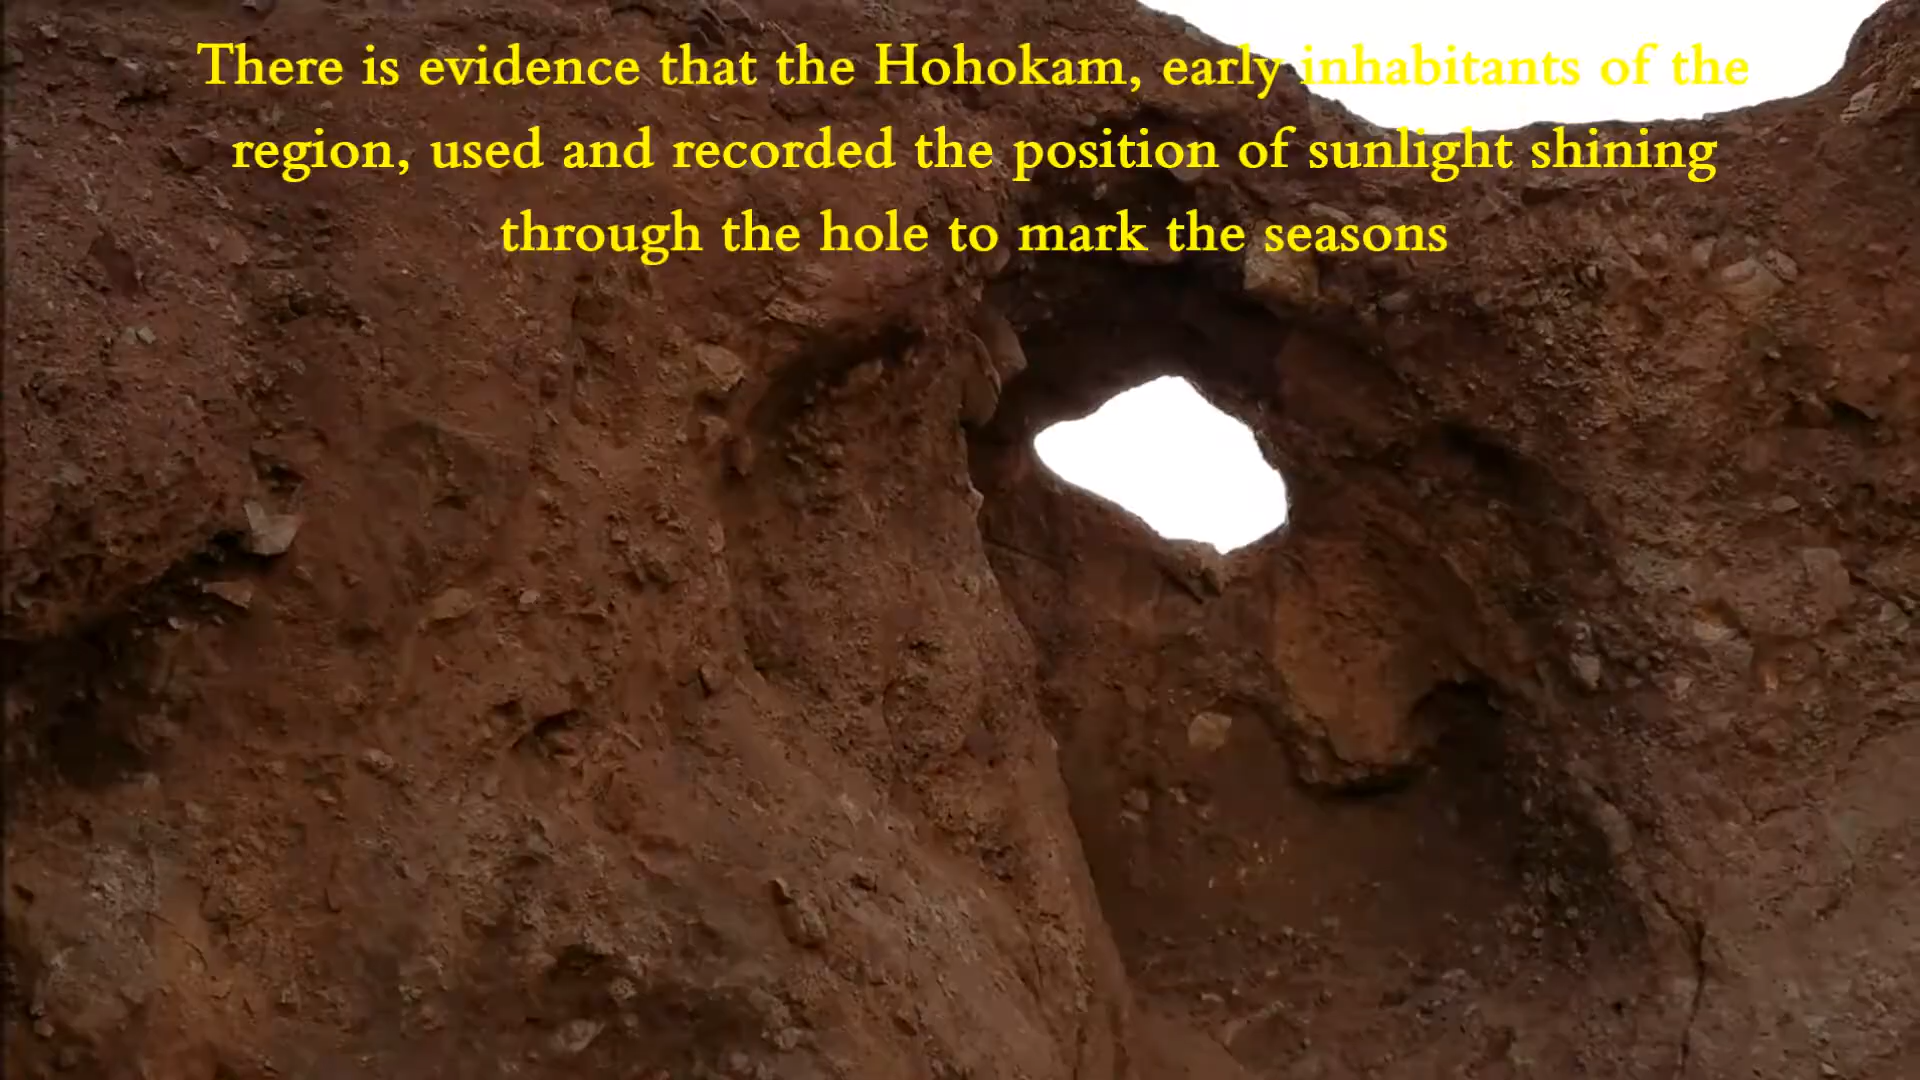 There is evidence that the Hohokam, early inhabitants of the
region, used and recorded the position of sunlight shining
through the hole to mark the seasons